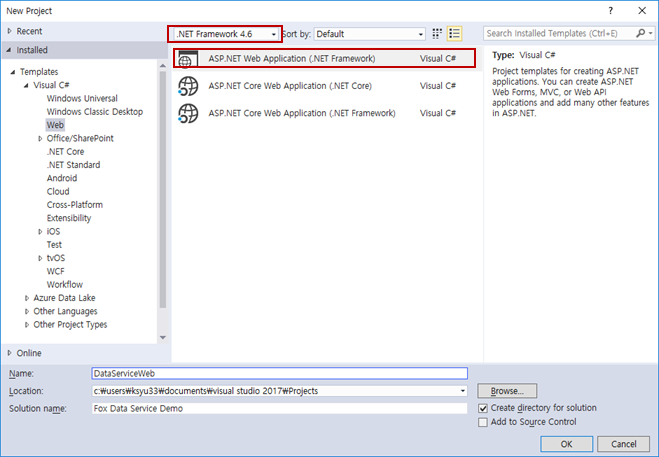 New Project
? ✕
Recent
Installed
.NET Framework 4.6 Sort by: Default
Search Installed Templates (Ctrl+E)
Templates
Visual C#
Windows Universal
Windows Classic Desktop
Web
Office/SharePoint
.NET Core
.NET Standard
Android
Cloud
Cross-Platform
Extensibility
iOS
Test
tvOS
WCF
Workflow
Azure Data Lake
Other Languages
Other Project Types
Online
ASP.NET Web Application (.NET Framework) Visual C#
ASP.NET Core Web Application (.NET Core) Visual C#
ASP.NET Core Web Application (.NET Framework) Visual C#
Type: Visual C#
Project templates for creating ASP.NET
applications. You can create ASP.NET
Web Forms, MVC, or Web API
applications and add many other features
in ASP.NET.
Name: DataServiceWeb
Location: c:₩users₩ksyu33₩documents₩visual studio 2017₩Projects
Browse...
Solution name: Fox Data Service Demo
Create directory for solution
Add to Source Control
OK Cancel